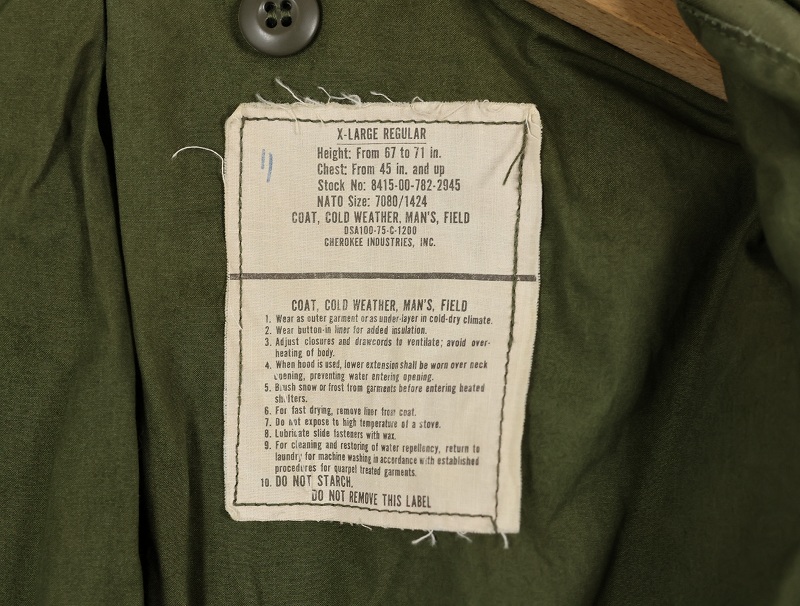 X-LARGE REGULAR
Height: From 67 to 71 in.
Chest: From 45 in. and up
Stock No: 8415-00-782-2945
NATO Size: 7080/1424
COAT, COLD WEATHER, MAN'S, FIELD
DSA100-75-C-1200
CHEROKEE INDUSTRIES, INC.
COAT, COLD WEATHER, MAN'S, FIELD
1. Wear as outer garment or as under-layer in cold-dry climate.
2. Wear button-in liner for added insulation.
3. Adjust closures and drawcords to ventilate; avoid over-
heating of body.
4. When hood is used, lower extension shall be worn over neck
opening, preventing water entering opening.
5. Brush snow or frost from garments before entering heated
shelters.
6. For fast drying, remove liner from coat.
7. Do not expose to high temperature of a stove.
8. Lubricate slide fasteners with wax.
9. For cleaning and restoring of water repellency, return to
laundry for machine washing in accordance with established
procedures for quarpel treated garments.
10. DO NOT STARCH.
DO NOT REMOVE THIS LABEL